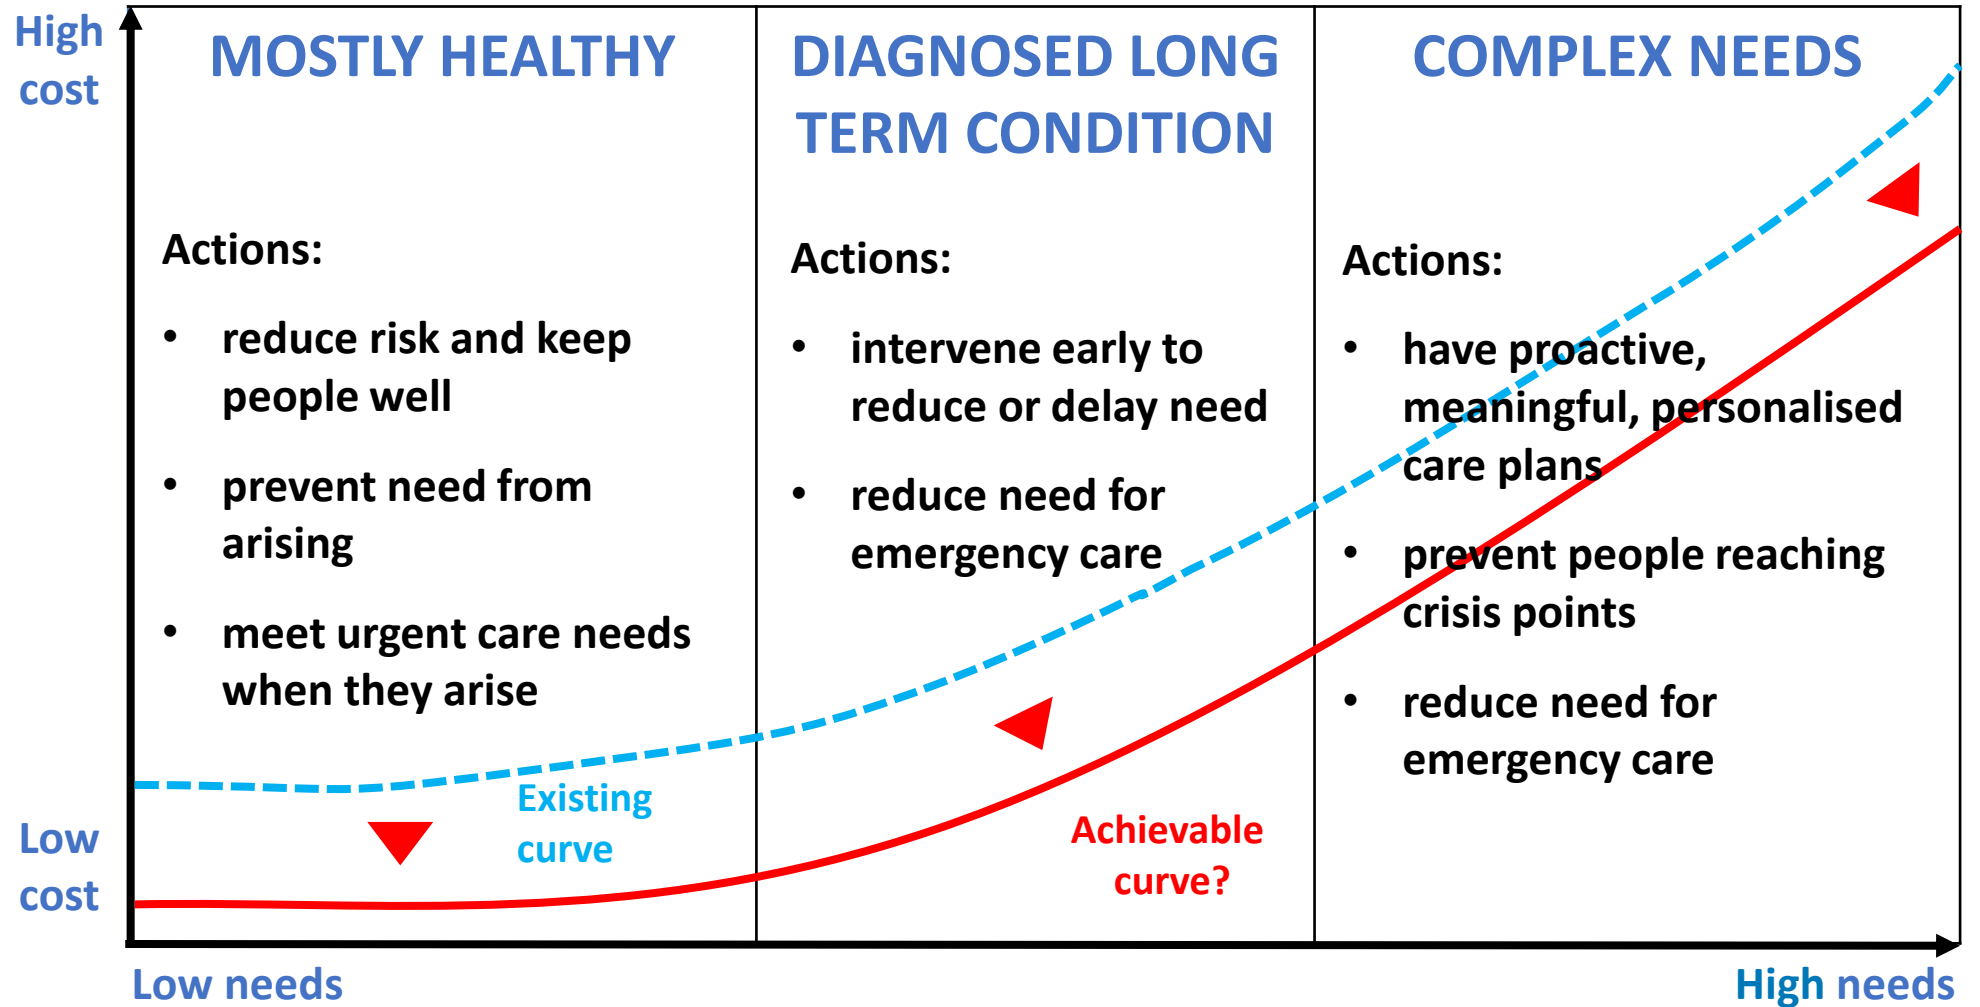 High
cost
MOSTLY HEALTHY
Actions:
• reduce risk and keep
people well
• prevent need from
arising
• meet urgent care needs
when they arise
DIAGNOSED LONG
TERM CONDITION
Actions:
• intervene early to
reduce or delay need
• reduce need for
emergency care
COMPLEX NEEDS
Actions:
• have proactive,
meaningful, personalised
care plans
• prevent people reaching
crisis points
• reduce need for
emergency care
Existing
curve
Achievable
curve?
Low
cost
Low needs
High needs